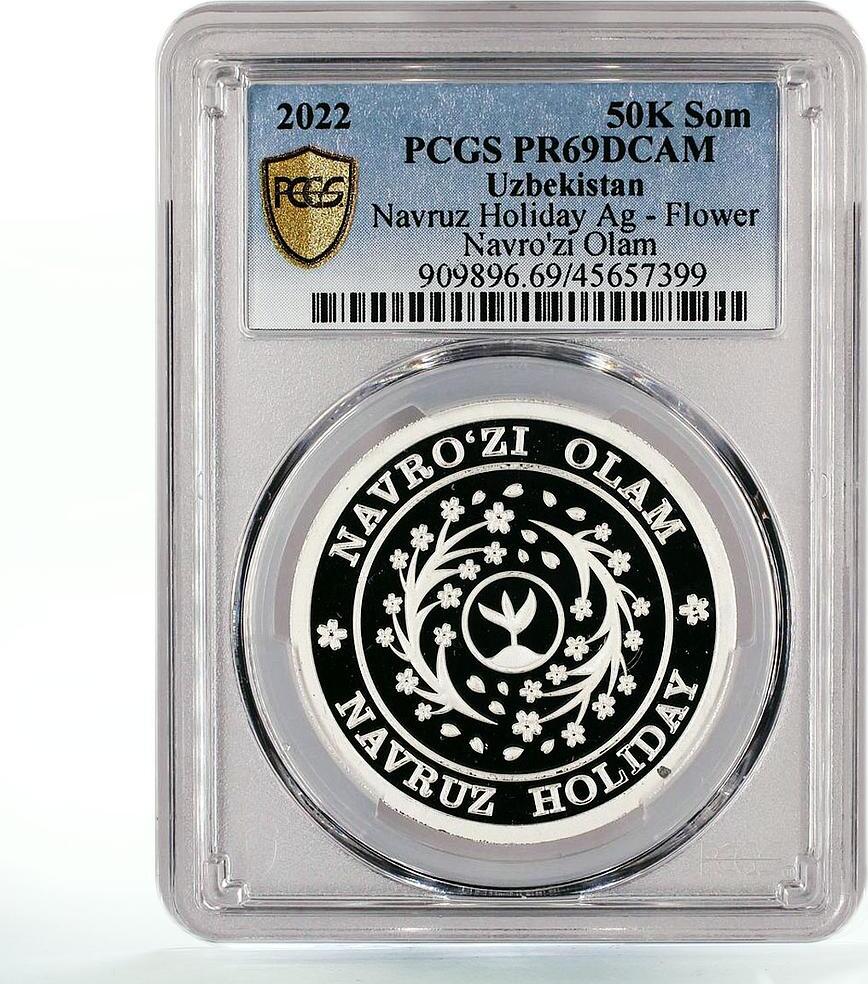 2022 50K Som
PCGS PR69DCAM
PCGS
Uzbekistan
Navruz Holiday Ag - Flower
Navro'zi Olam
909896.69/45657399
NAVRO‘ZI OLAM
NAVRUZ HOLIDAY
PCGS